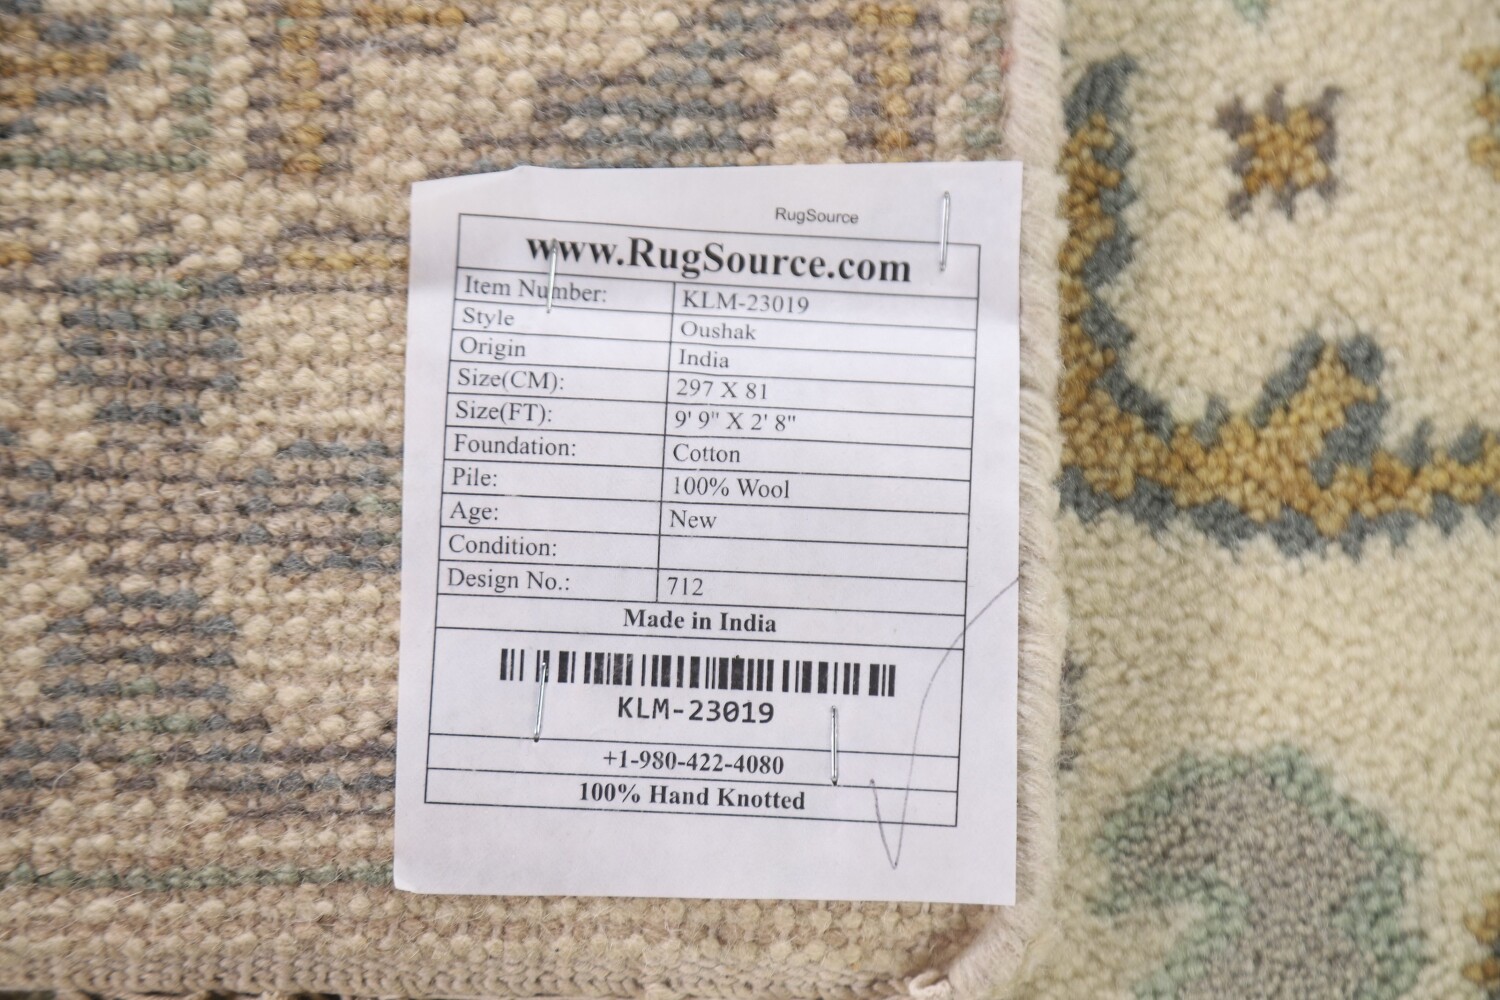 RugSource
www.RugSource.com
Item Number: KLM-23019
Style Oushak
Origin India
Size(CM): 297 X 81
Size(FT): 9' 9" X 2' 8"
Foundation: Cotton
Pile: 100% Wool
Age: New
Condition:
Design No.: 712
Made in India
KLM-23019
+1-980-422-4080
100% Hand Knotted